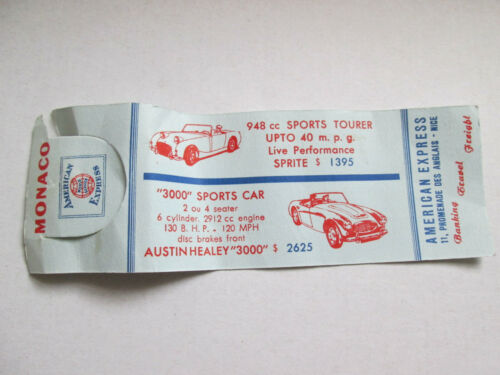 MONACO
AMERICAN
EXPRESS
948 cc SPORTS TOURER
UPTO 40 m. p. g.
Live Performance
SPRITE $ 1395
"3000" SPORTS CAR
2 ou 4 seater
6 cylinder. 2912 cc engine
130 B. H. P. - 120 MPH
disc brakes front
AUSTIN HEALEY "3000" $ 2625
AMERICAN EXPRESS
11, PROMENADE DES ANGLAIS - NICE
Banking Travel Freight